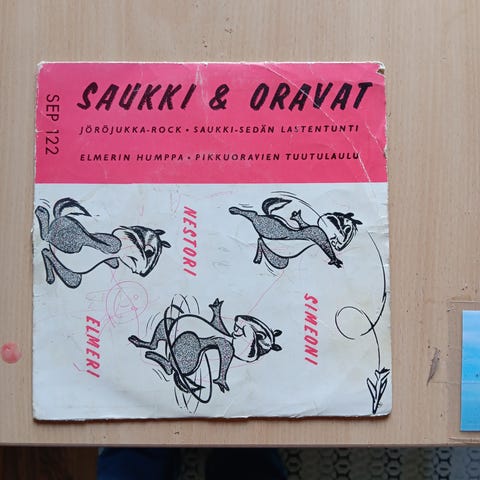 SAUKKI & ORAVAT
SEP 122
JÖRÖJUKKA-ROCK • SAUKKI-SEDÄN LASTENTUNTI
ELMERIN HUMPPA • PIKKUORAVIEN TUUTULAULU
NESTORI
SIMEONI
ELMERI